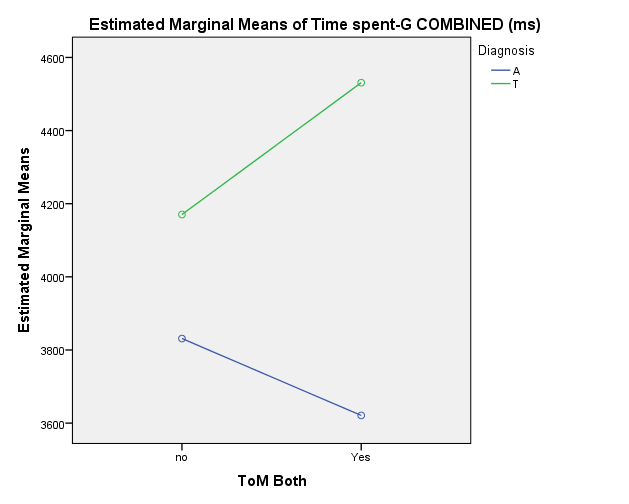 Estimated Marginal Means of Time spent-G COMBINED (ms)
Diagnosis
A
T
Estimated Marginal Means
4600
4400
4200
4000
3800
3600
no
Yes
ToM Both